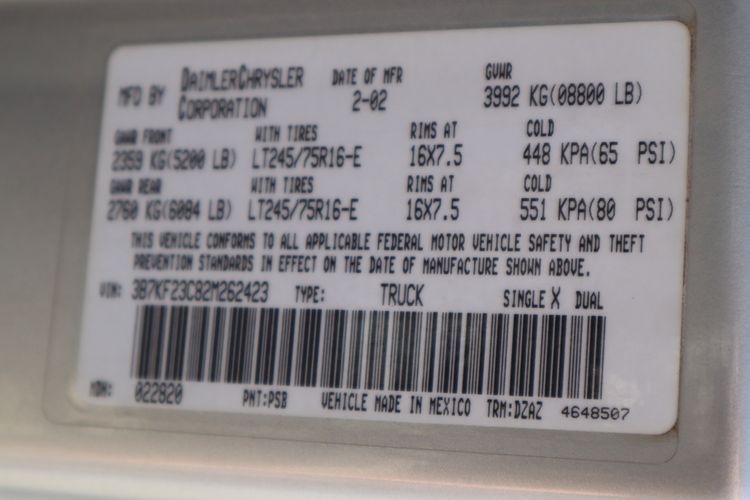 MFD BY DAIMLERCHRYSLER CORPORATION DATE OF MFR 2-02 GVWR 3992 KG(08800 LB)
GAWR FRONT WITH TIRES RIMS AT COLD
2359 KG(5200 LB) LT245/75R16-E 16X7.5 448 KPA(65 PSI)
GAWR REAR WITH TIRES RIMS AT COLD
2760 KG(6084 LB) LT245/75R16-E 16X7.5 551 KPA(80 PSI)
THIS VEHICLE CONFORMS TO ALL APPLICABLE FEDERAL MOTOR VEHICLE SAFETY AND THEFT
PREVENTION STANDARDS IN EFFECT ON THE DATE OF MANUFACTURE SHOWN ABOVE.
VIN: 3B7KF23C82M262423 TYPE: TRUCK SINGLE X DUAL
MDH: 022820 PNT:PSB VEHICLE MADE IN MEXICO TRM:DZAZ 4648507